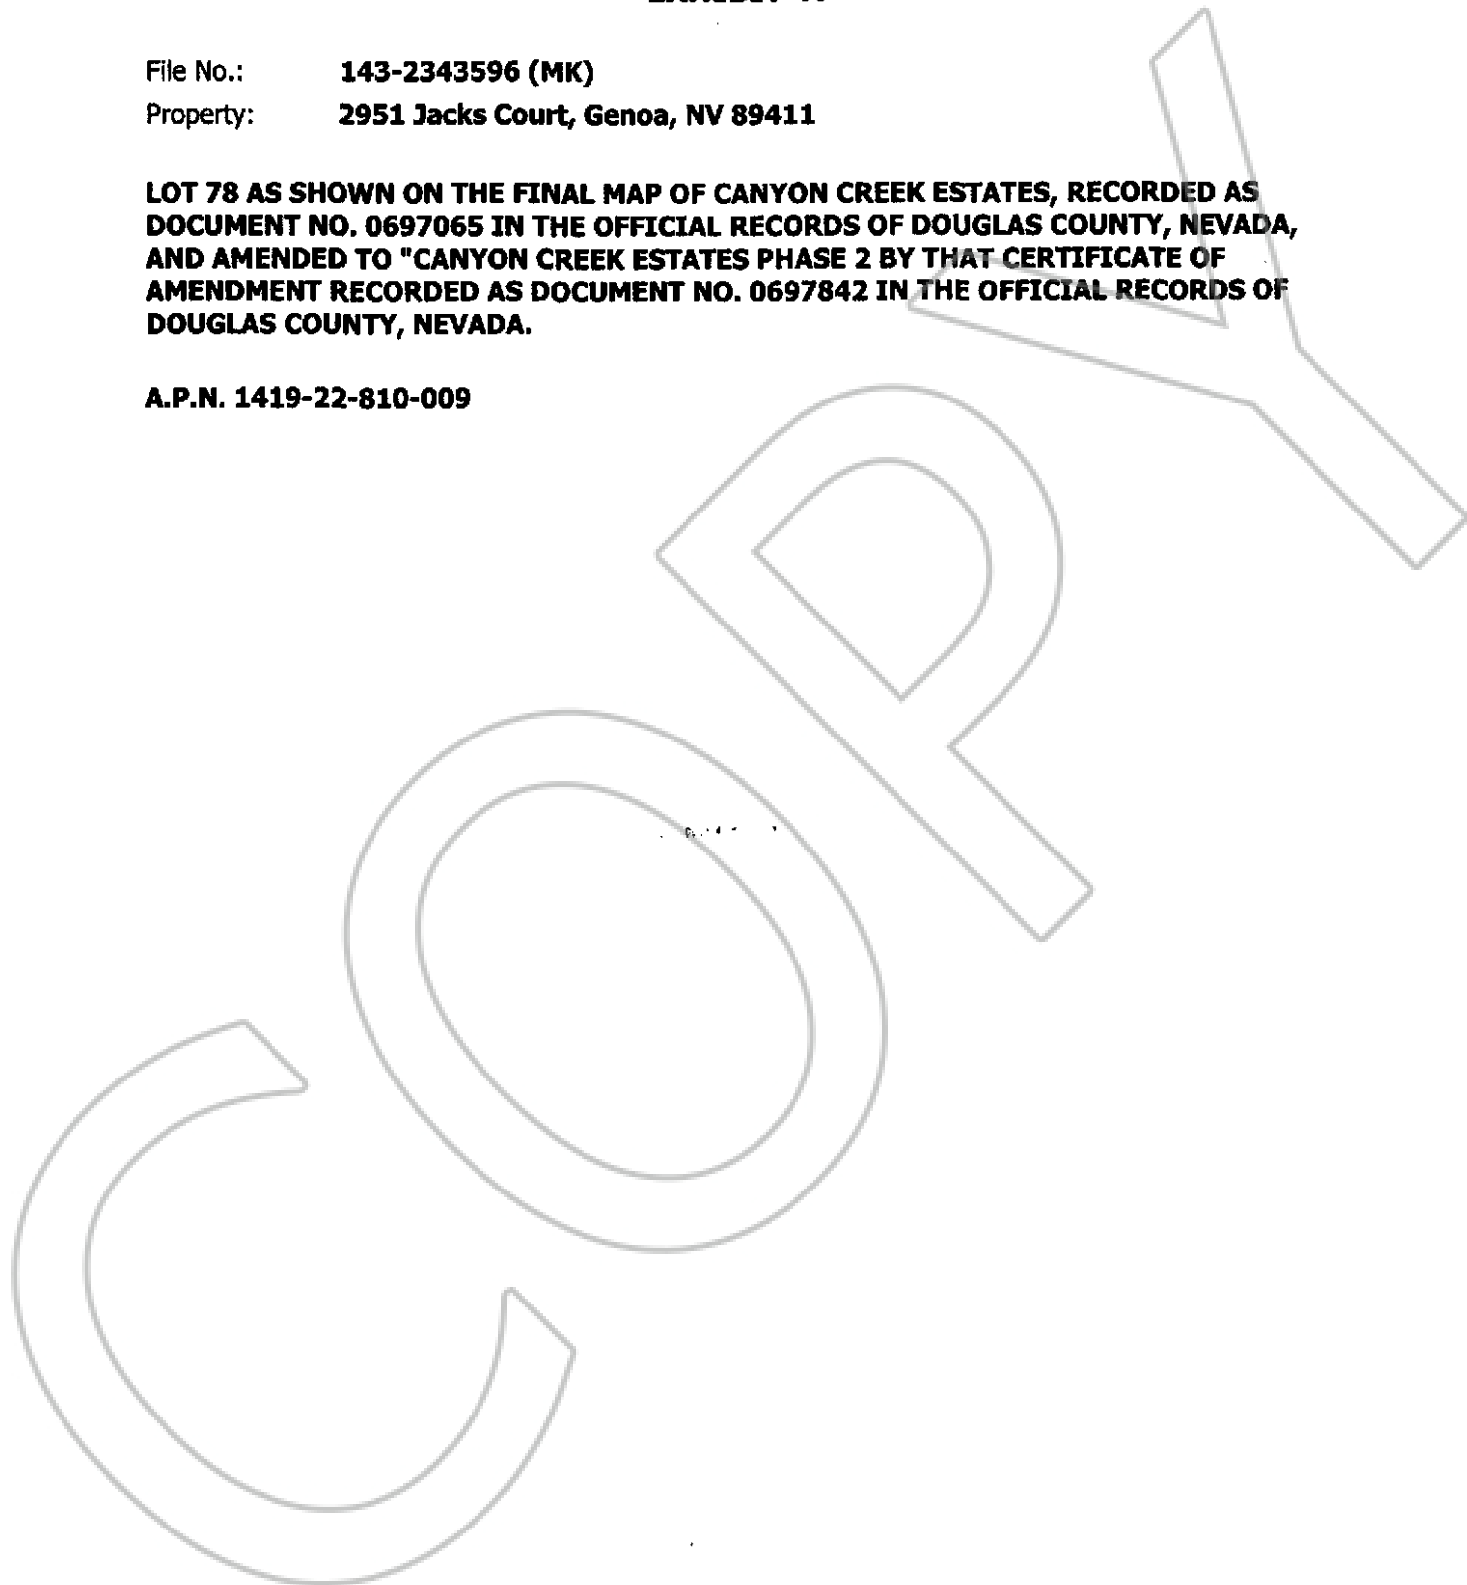 File No.: 143-2343596 (MK)
Property: 2951 Jacks Court, Genoa, NV 89411
LOT 78 AS SHOWN ON THE FINAL MAP OF CANYON CREEK ESTATES, RECORDED AS
DOCUMENT NO. 0697065 IN THE OFFICIAL RECORDS OF DOUGLAS COUNTY, NEVADA,
AND AMENDED TO "CANYON CREEK ESTATES PHASE 2 BY THAT CERTIFICATE OF
AMENDMENT RECORDED AS DOCUMENT NO. 0697842 IN THE OFFICIAL RECORDS OF
DOUGLAS COUNTY, NEVADA.
A.P.N. 1419-22-810-009
COPY